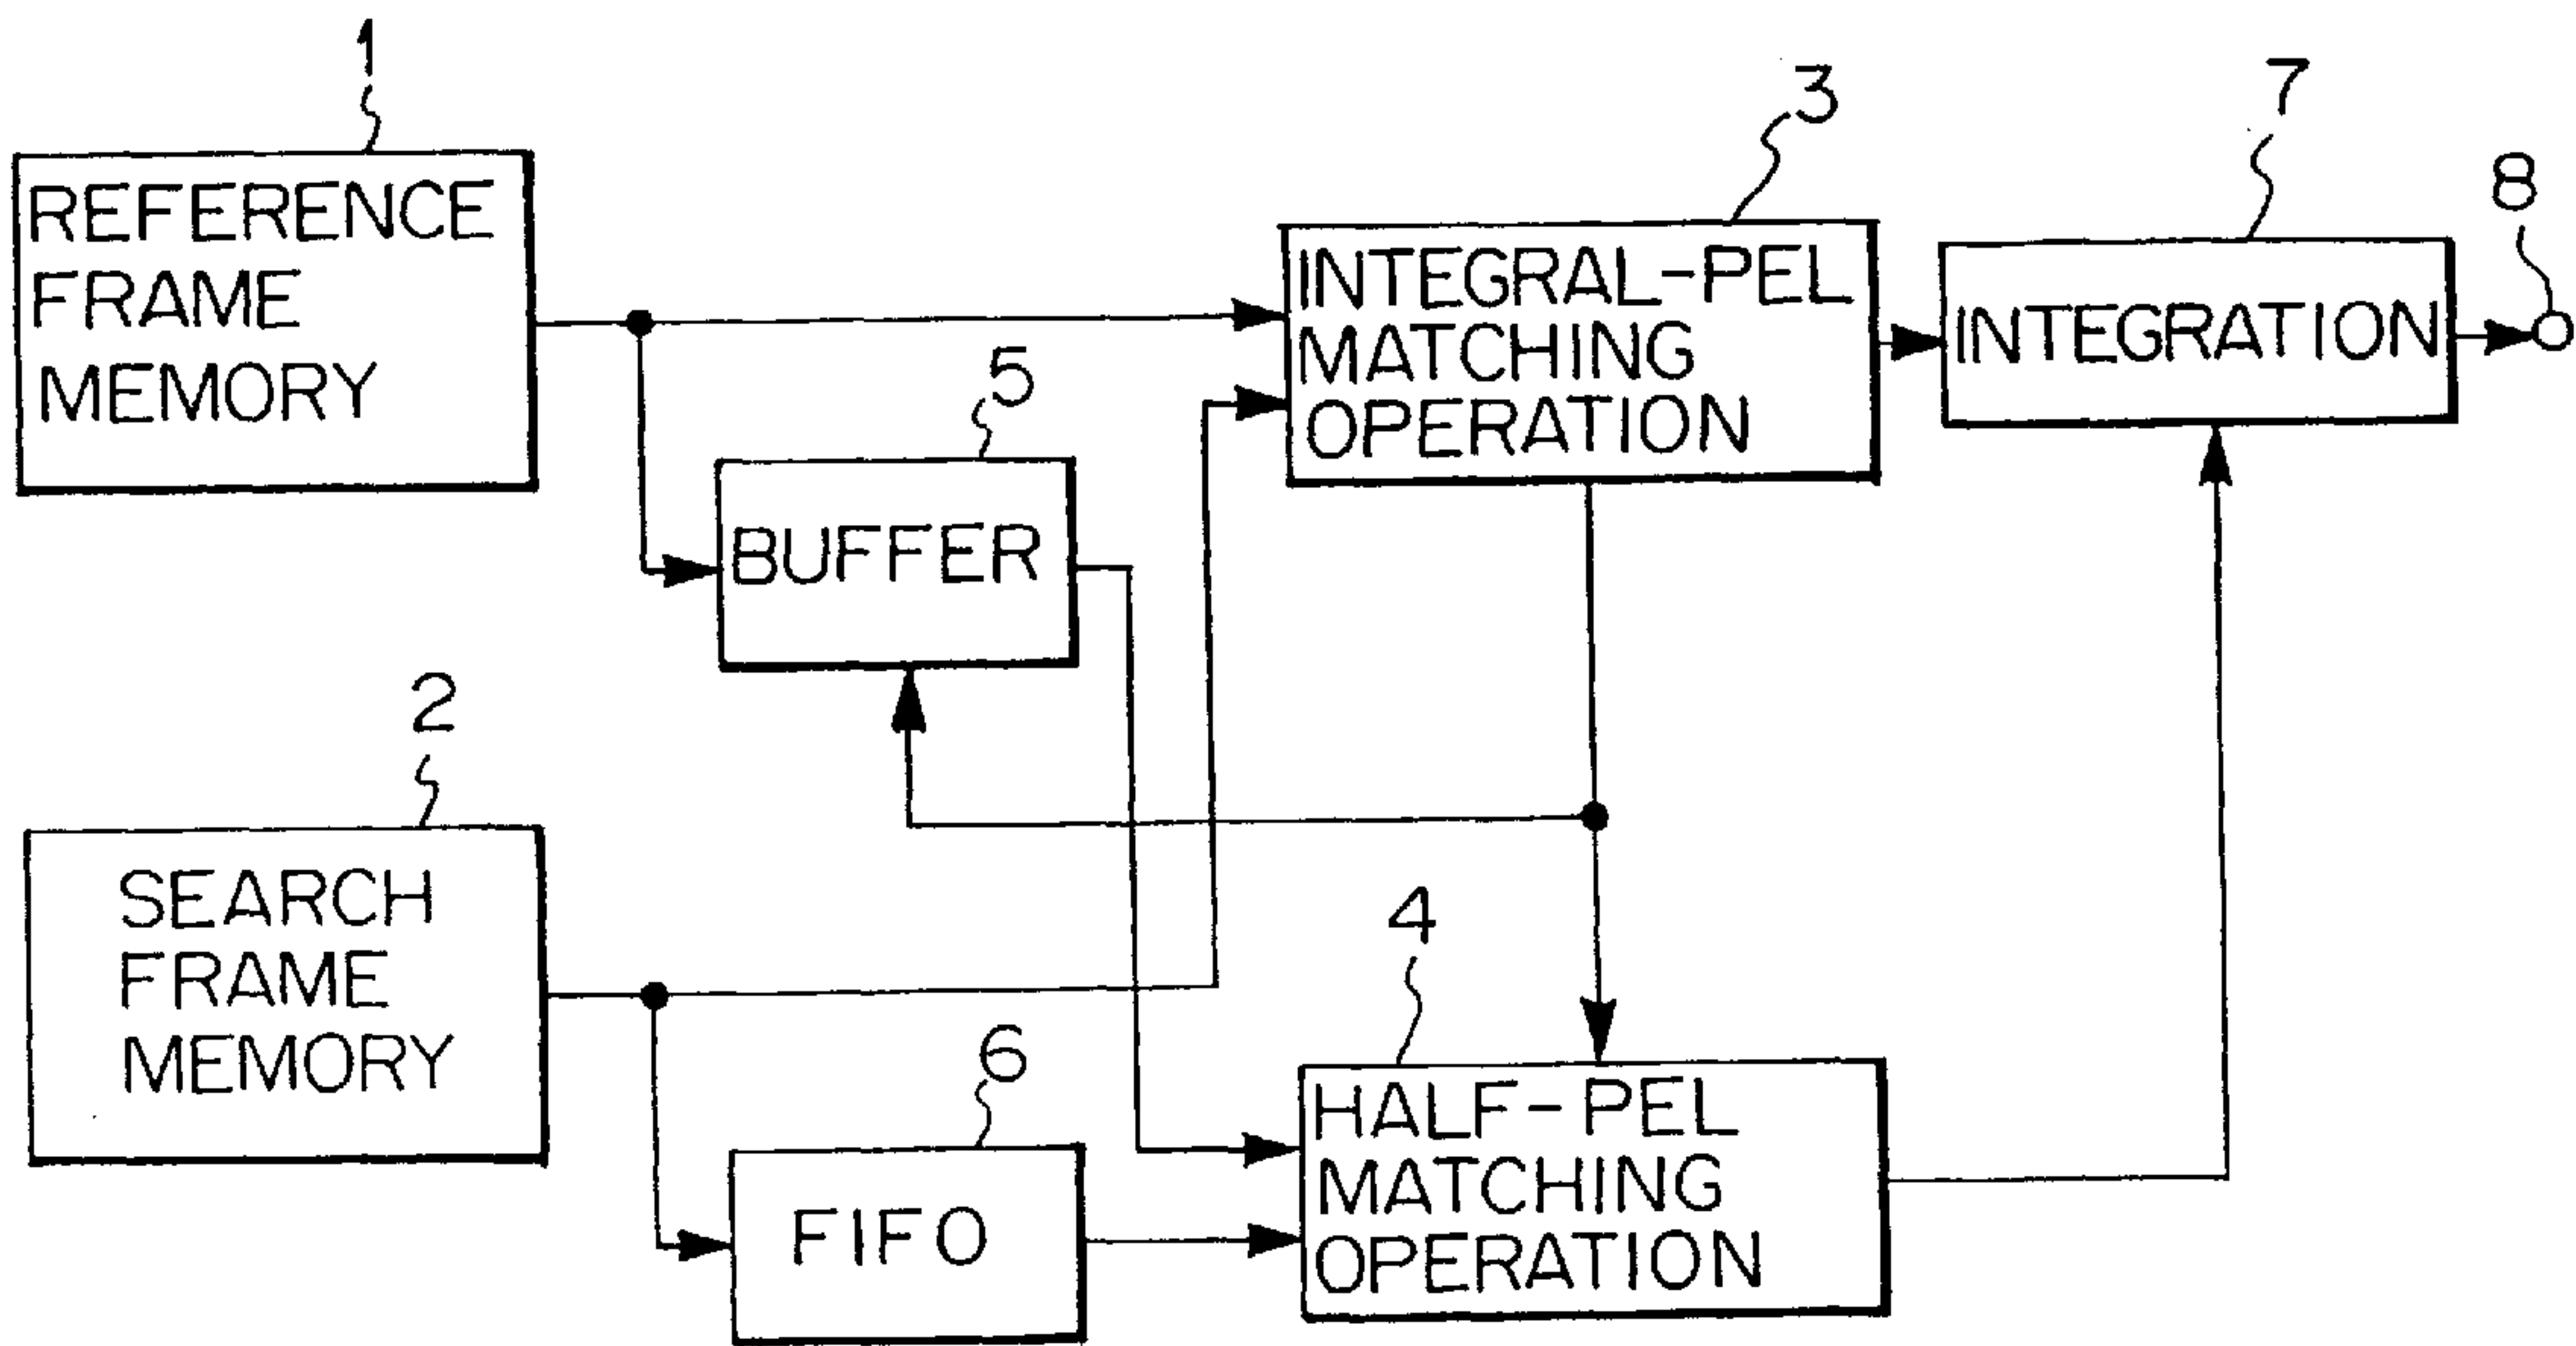 1
REFERENCE
FRAME
MEMORY
3
INTEGRAL-PEL
MATCHING
OPERATION
7
INTEGRATION
8
5
BUFFER
2
SEARCH
FRAME
MEMORY
6
FIFO
4
HALF-PEL
MATCHING
OPERATION